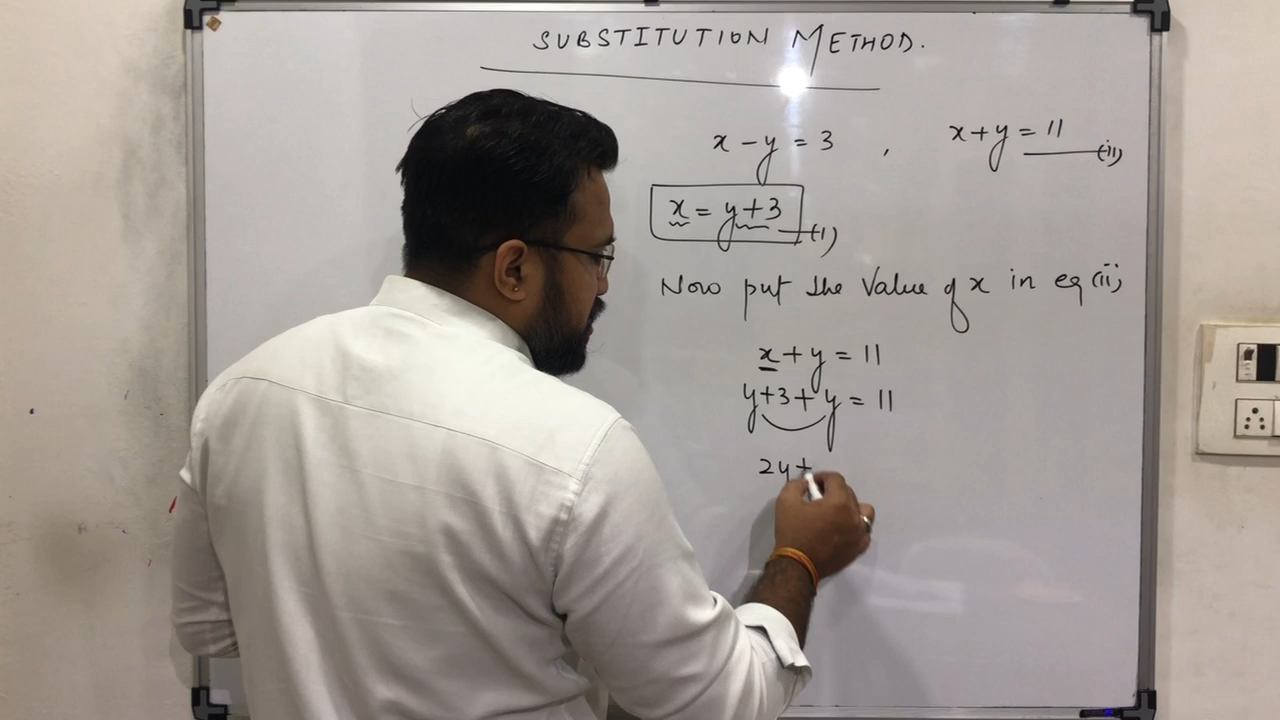 SUBSTITUTION METHOD.
x - y = 3 , x + y = 11 (ii)
x = y + 3 (i)
Now put the value of x in eq (ii)
x + y = 11
y + 3 + y = 11
2y +